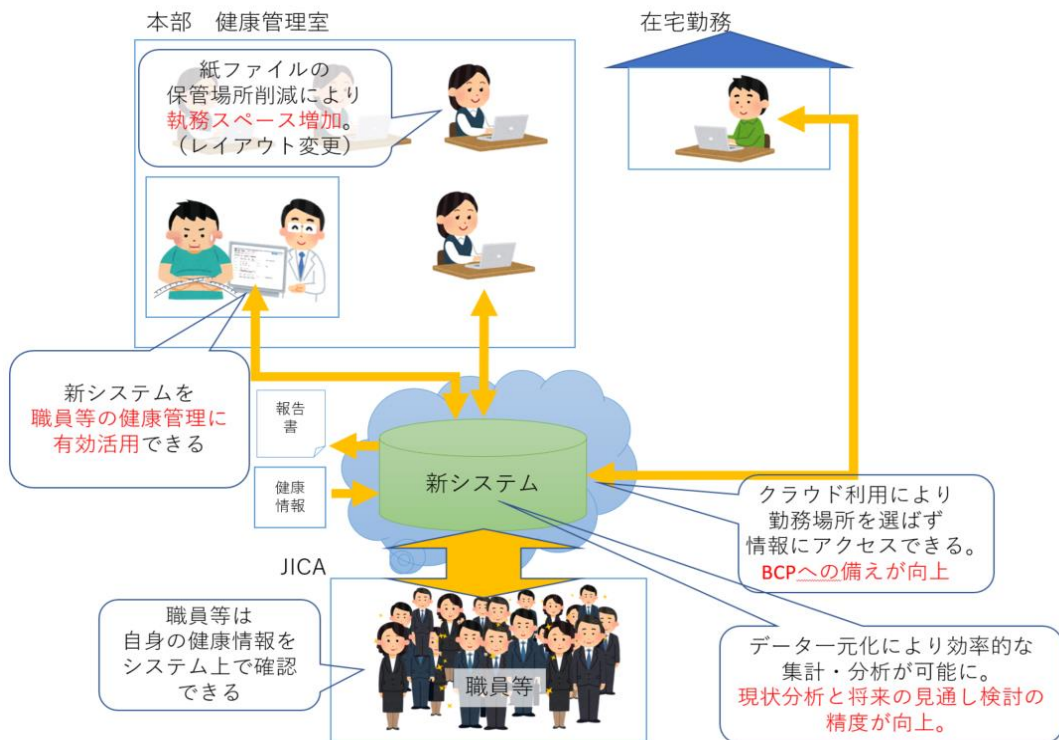 本部　健康管理室
在宅勤務
紙ファイルの
保管場所削減により
執務スペース増加。
（レイアウト変更）
新システムを
職員等の健康管理に
有効活用できる
報告
書
健康
情報
新システム
クラウド利用により
勤務場所を選ばず
情報にアクセスできる。
BCPへの備えが向上
JICA
職員等は
自身の健康情報を
システム上で確認
できる
職員等
データ一元化により効率的な
集計・分析が可能に。
現状分析と将来の見通し検討の
精度が向上。